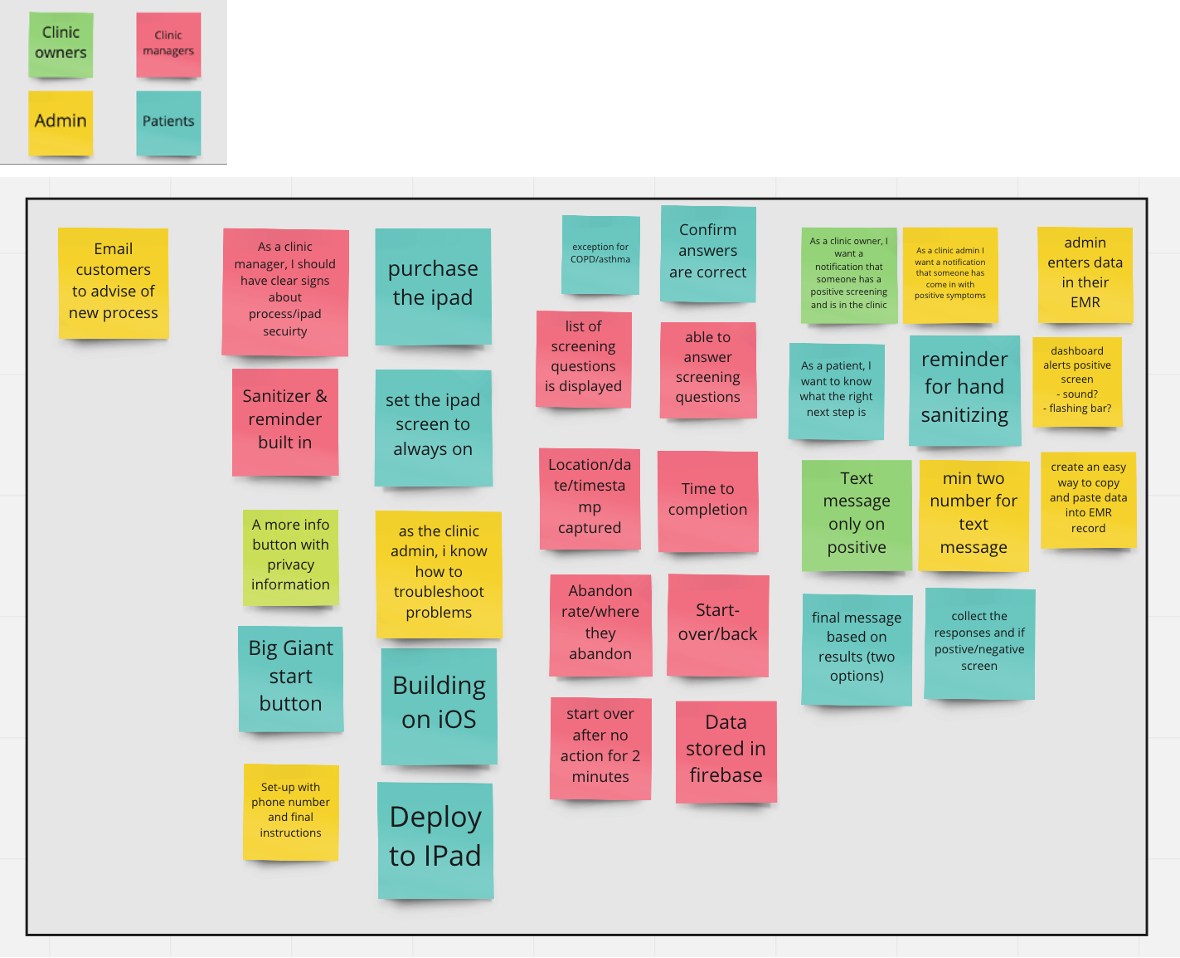 Clinic
owners
Clinic
managers
Admin
Patients
Email
customers
to advise of
new process
As a clinic
manager, I should
have clear signs
about
process/ipad
secuirty
purchase
the ipad
Sanitizer &
reminder
built in
set the ipad
screen to
always on
A more info
button with
privacy
information
as the clinic
admin, i know
how to
troubleshoot
problems
Big Giant
start
button
Building
on iOS
Set-up with
phone number
and final
instructions
Deploy
to IPad
exception for
COPD/asthma
Confirm
answers
are correct
list of
screening
questions
is displayed
able to
answer
screening
questions
Location/da
te/timesta
mp
captured
Time to
completion
Abandon
rate/where
they
abandon
Start-
over/back
start over
after no
action for 2
minutes
Data
stored in
firebase
As a clinic owner, I
want a
notification that
someone has a
positive screening
and is in the clinic
As a clinic admin I
want a notification
that someone has
come in with
positive symptoms
admin
enters data
in their
EMR
As a patient, I
want to know
what the right
next step is
reminder
for hand
sanitizing
dashboard
alerts positive
screen
- sound?
- flashing bar?
Text
message
only on
positive
min two
number for
text
message
create an easy
way to copy
and paste data
into EMR
record
final message
based on
results (two
options)
collect the
responses and if
postive/negative
screen